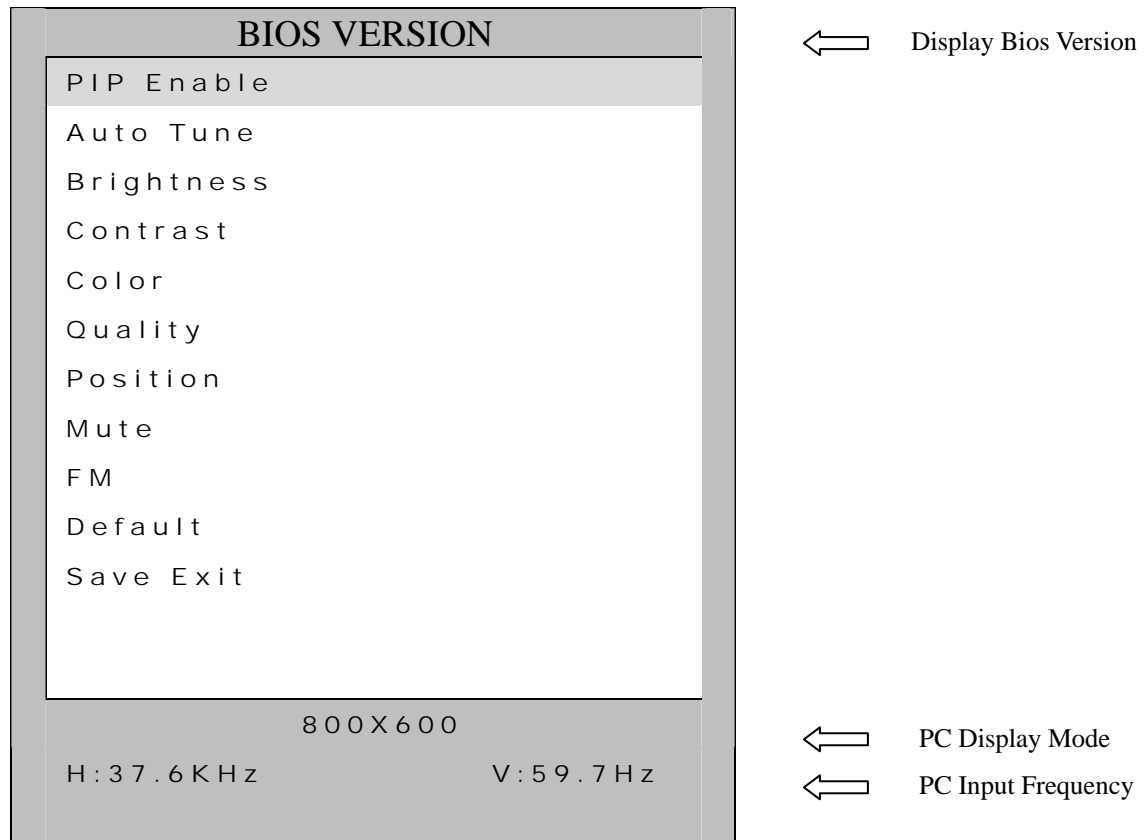 BIOS VERSION Display Bios Version
PIP Enable
Auto Tune
Brightness
Contrast
Color
Quality
Position
Mute
FM
Default
Save Exit
800X600 PC Display Mode
H:37.6KHz V:59.7Hz PC Input Frequency